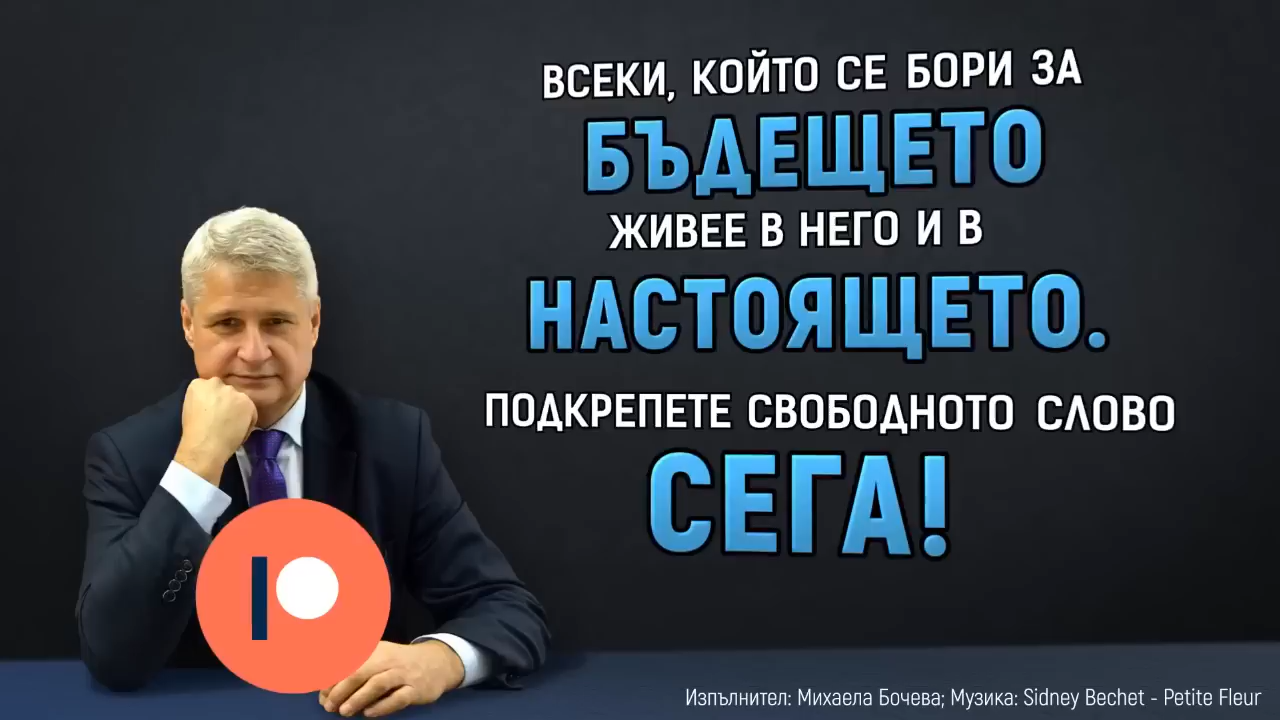 ВСЕКИ, КОЙТО СЕ БОРИ ЗА
БЪДЕЩЕТО
ЖИВЕЕ В НЕГО И В
НАСТОЯЩЕТО.
ПОДКРЕПЕТЕ СВОБОДНОТО СЛОВО
СЕГА!
Изпълнител: Михаела Бочева; Музика: Sidney Bechet - Petite Fleur